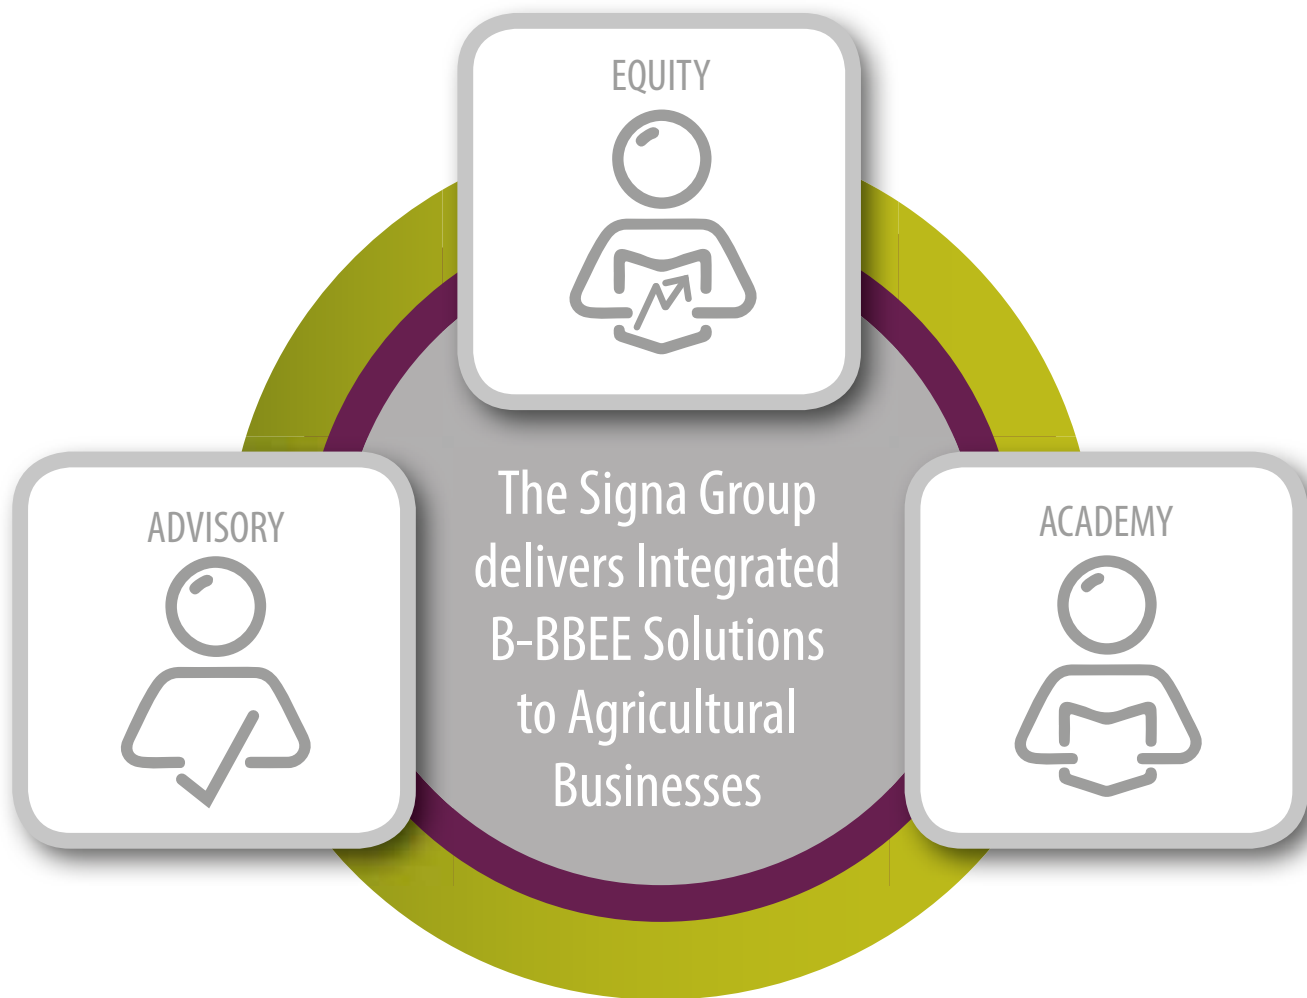 EQUITY
The Signa Group
delivers Integrated
B-BBEE Solutions
to Agricultural
Businesses
ADVISORY
ACADEMY